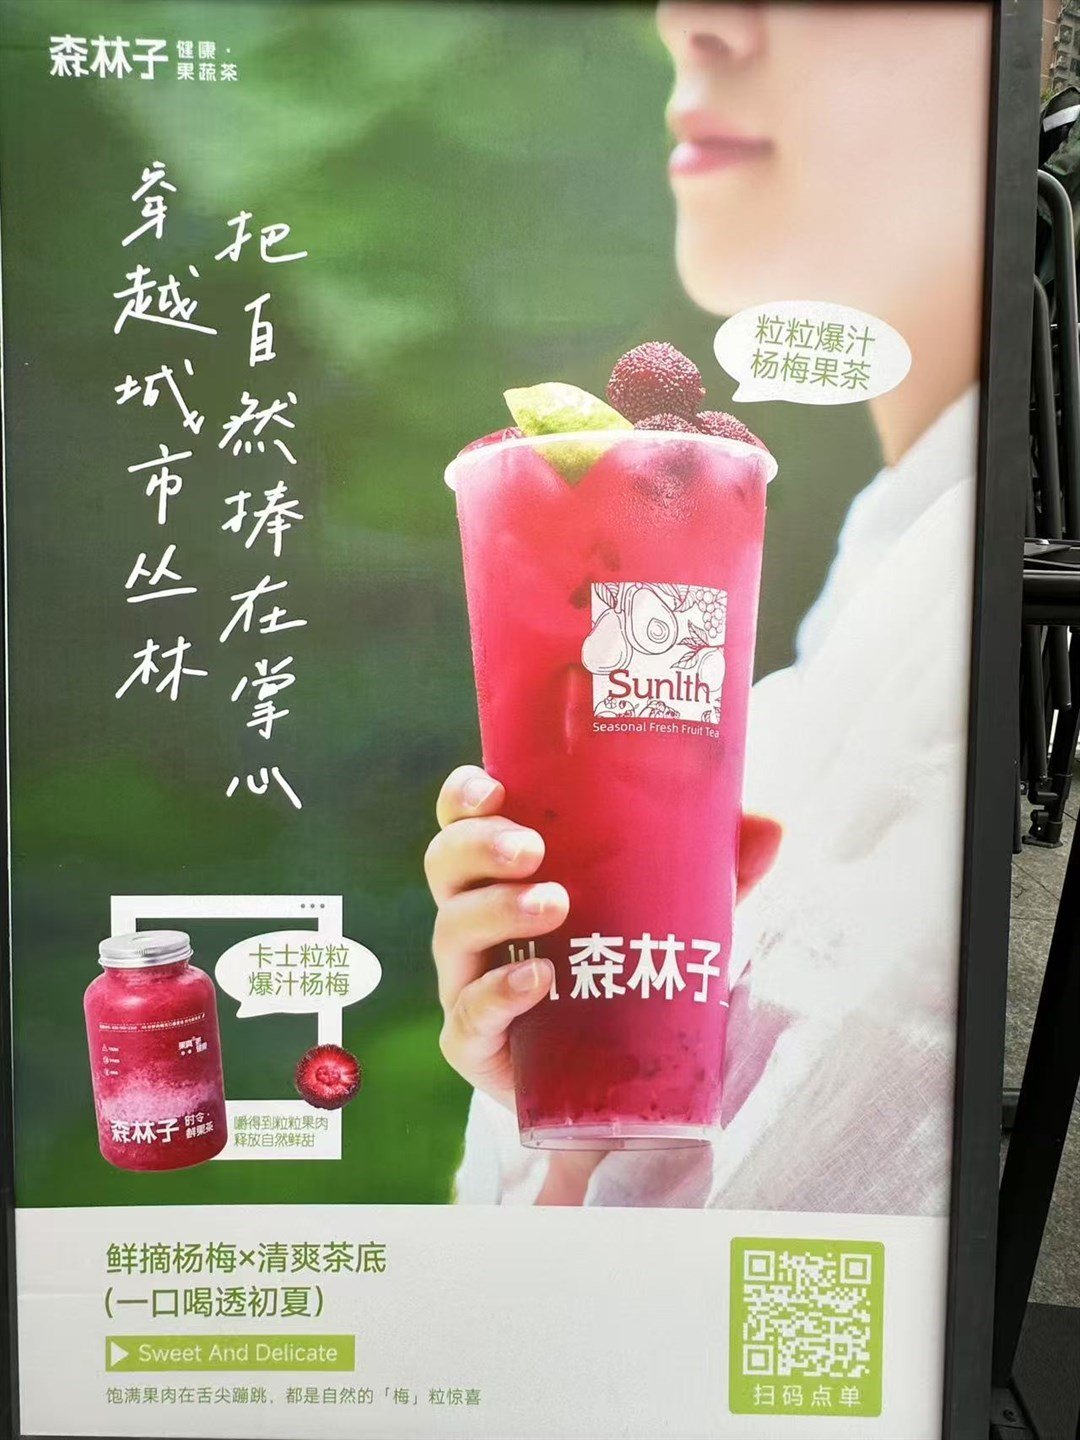 森林子 健康·
果蔬茶
穿越城市丛林
把自然捧在掌心
粒粒爆汁
杨梅果茶
Sunlth
Seasonal Fresh Fruit Tea
森林子
卡士粒粒
爆汁杨梅
森林子 时令·
鲜果茶
嚼得到粒粒果肉
释放自然鲜甜
鲜摘杨梅×清爽茶底
(一口喝透初夏)
Sweet And Delicate
饱满果肉在舌尖蹦跳，都是自然的「梅」粒惊喜
扫码点单